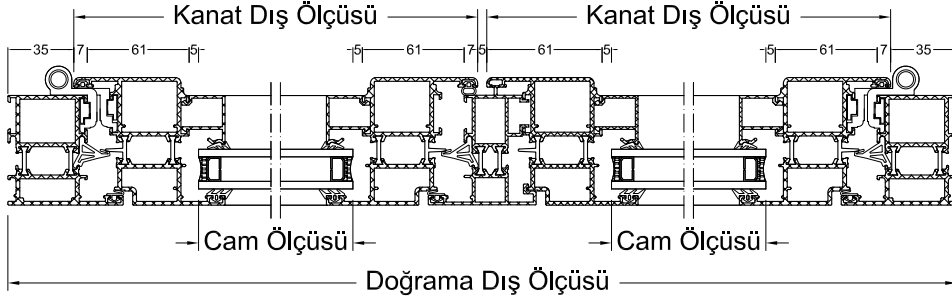 Kanat Dış Ölçüsü Kanat Dış Ölçüsü
35 7 61 5 5 61 7 5 61 5 5 61 7 35
Cam Ölçüsü Cam Ölçüsü
Doğrama Dış Ölçüsü